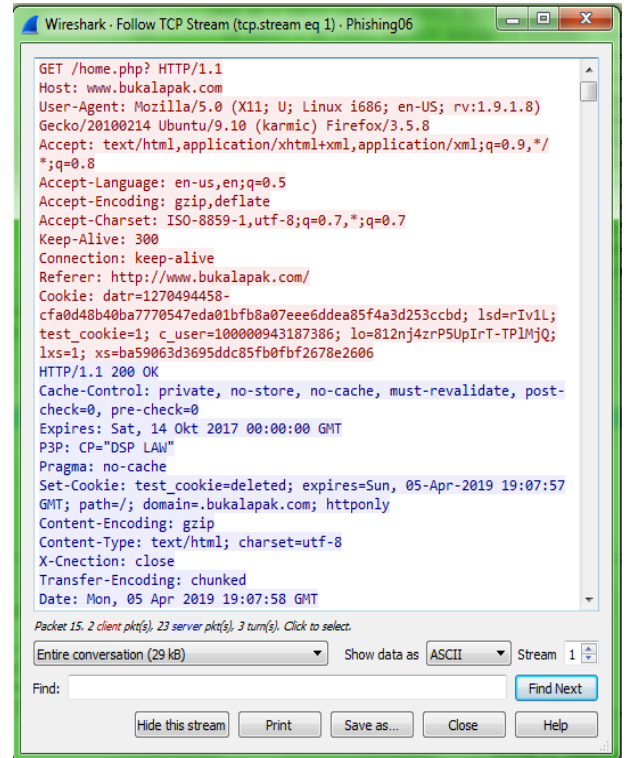 Wireshark · Follow TCP Stream (tcp.stream eq 1) · Phishing06
GET /home.php? HTTP/1.1
Host: www.bukalapak.com
User-Agent: Mozilla/5.0 (X11; U; Linux i686; en-US; rv:1.9.1.8)
Gecko/20100214 Ubuntu/9.10 (karmic) Firefox/3.5.8
Accept: text/html,application/xhtml+xml,application/xml;q=0.9,*/
*;q=0.8
Accept-Language: en-us,en;q=0.5
Accept-Encoding: gzip,deflate
Accept-Charset: ISO-8859-1,utf-8;q=0.7,*;q=0.7
Keep-Alive: 300
Connection: keep-alive
Referer: http://www.bukalapak.com/
Cookie: datr=1270494458-
cfa0d48b40ba7770547eda01bfb8a07eee6ddea85f4a3d253ccbd; lsd=rIv1L;
test_cookie=1; c_user=100000943187386; lo=812nj4zrP5UpIrT-TPlMjQ;
lxs=1; xs=ba59063d3695ddc85fb0fbf2678e2606
HTTP/1.1 200 OK
Cache-Control: private, no-store, no-cache, must-revalidate, post-
check=0, pre-check=0
Expires: Sat, 14 Okt 2017 00:00:00 GMT
P3P: CP="DSP LAW"
Pragma: no-cache
Set-Cookie: test_cookie=deleted; expires=Sun, 05-Apr-2019 19:07:57
GMT; path=/; domain=.bukalapak.com; httponly
Content-Encoding: gzip
Content-Type: text/html; charset=utf-8
X-Cnection: close
Transfer-Encoding: chunked
Date: Mon, 05 Apr 2019 19:07:58 GMT
Packet 15. 2 client pkt(s), 23 server pkt(s), 3 turn(s). Click to select.
Entire conversation (29 kB) Show data as ASCII Stream 1
Find: Find Next
Hide this stream Print Save as... Close Help